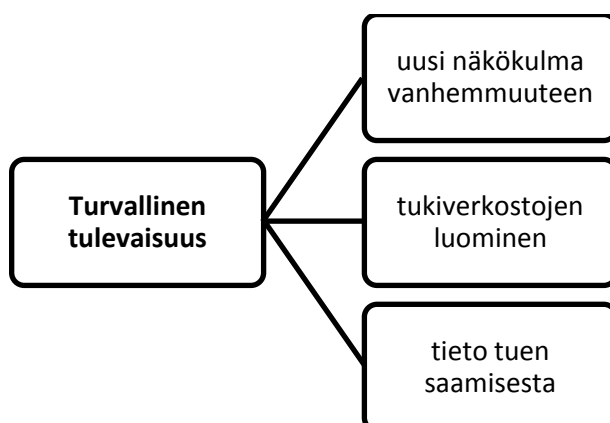 uusi näkökulma
vanhemmuuteen
Turvallinen
tulevaisuus
tukiverkostojen
luominen
tieto tuen
saamisesta